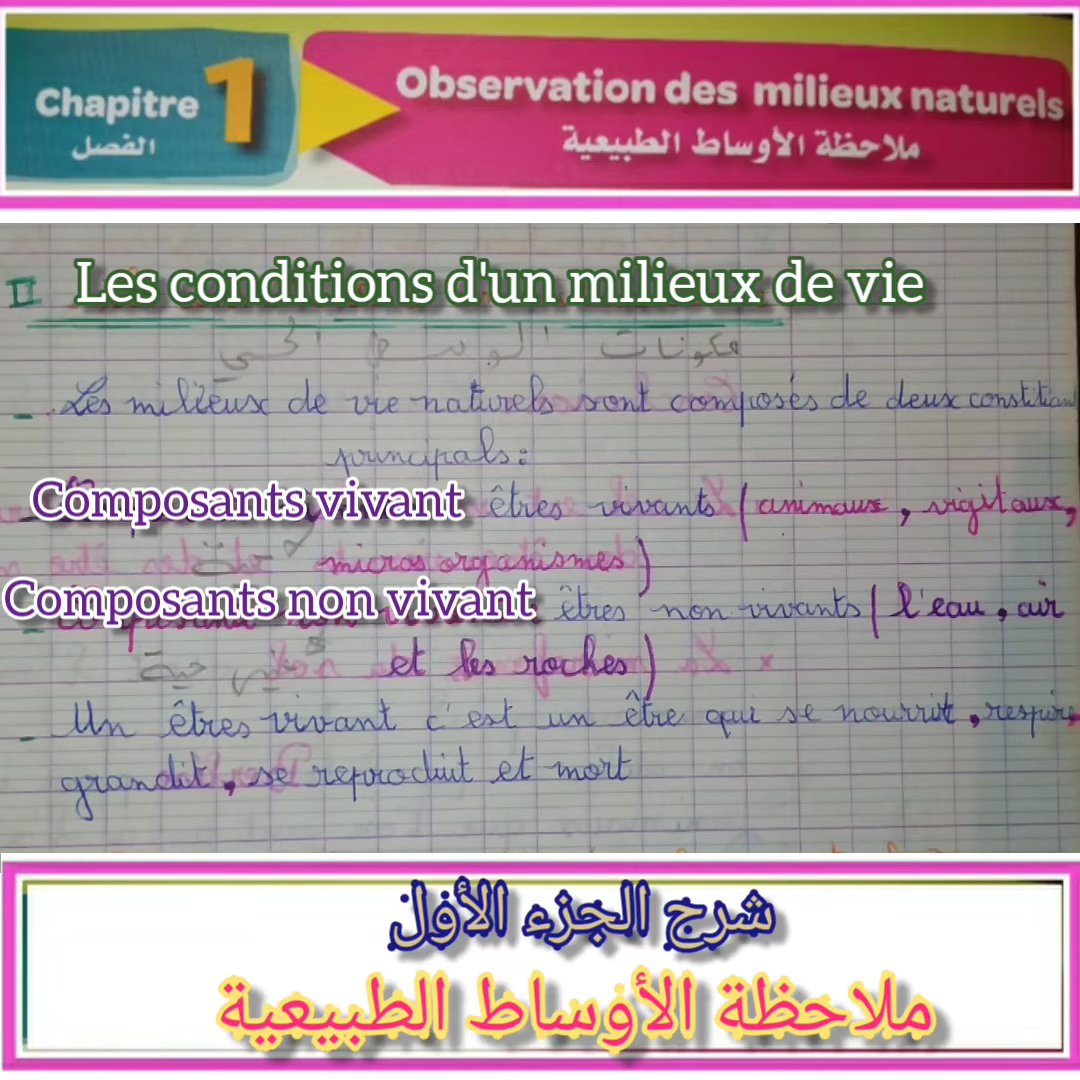 Chapitre 1
الفصل
Observation des milieux naturels
ملاحظة الأوساط الطبيعية
II Les conditions d'un milieux de vie
مكونات الوسط الحي
- Les milieux de vie naturels sont composés de deux
principals:
Composants vivant êtres vivants (animaux, vigitaux,
micros organismes)
Composants non vivant êtres non vivants (l'eau, air
غير حية et les roches)
- Un êtres vivant c'est un être qui se nourrit, respire,
grandit, se reproduit et mort
شرح الجزء الأول
ملاحظة الأوساط الطبيعية